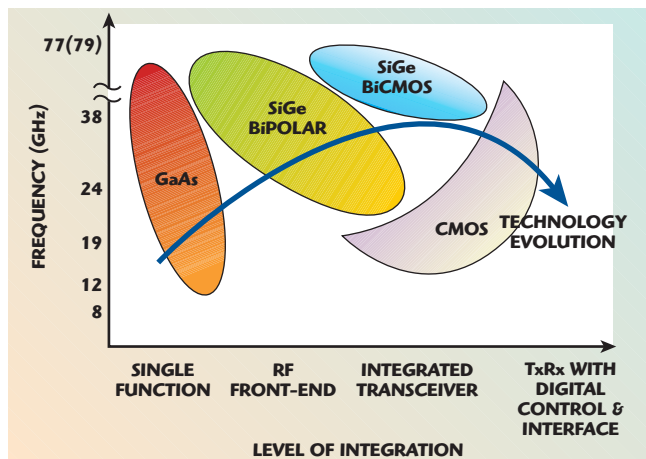 77(79)
38
24
19
12
8
FREQUENCY (GHz)
GaAs
SiGe
BiPOLAR
SiGe
BiCMOS
CMOS
TECHNOLOGY
EVOLUTION
SINGLE
FUNCTION
RF
FRONT-END
INTEGRATED
TRANSCEIVER
TxRx WITH
DIGITAL
CONTROL &
INTERFACE
LEVEL OF INTEGRATION